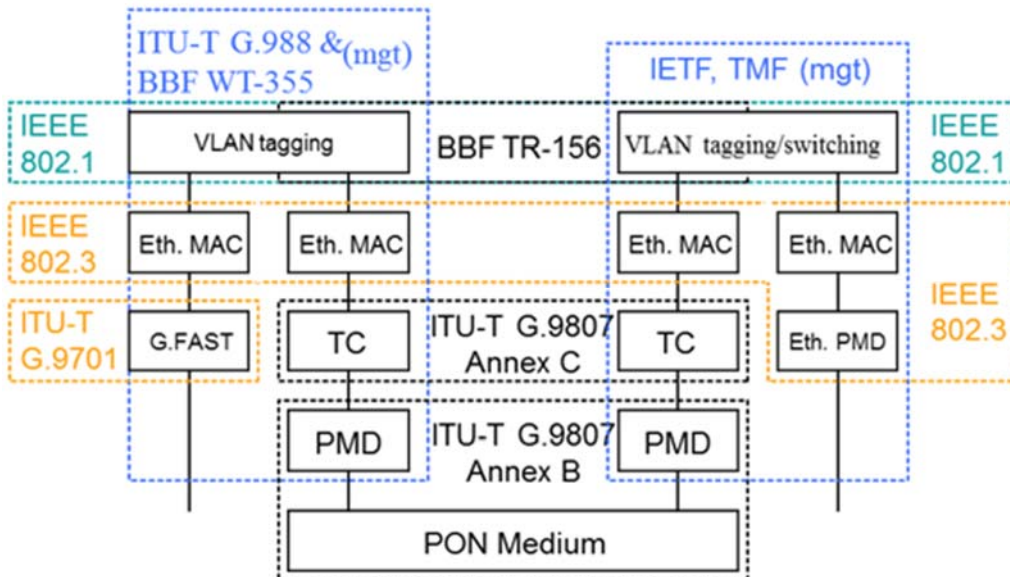 ITU-T G.988 & (mgt)
BBF WT-355
IETF, TMF (mgt)
IEEE
802.1
VLAN tagging
BBF TR-156
VLAN tagging/switching
IEEE
802.1
IEEE
802.3
Eth. MAC
Eth. MAC
Eth. MAC
Eth. MAC
IEEE
802.3
ITU-T
G.9701
G.FAST
TC
ITU-T G.9807
Annex C
TC
Eth. PMD
PMD
ITU-T G.9807
Annex B
PMD
PON Medium